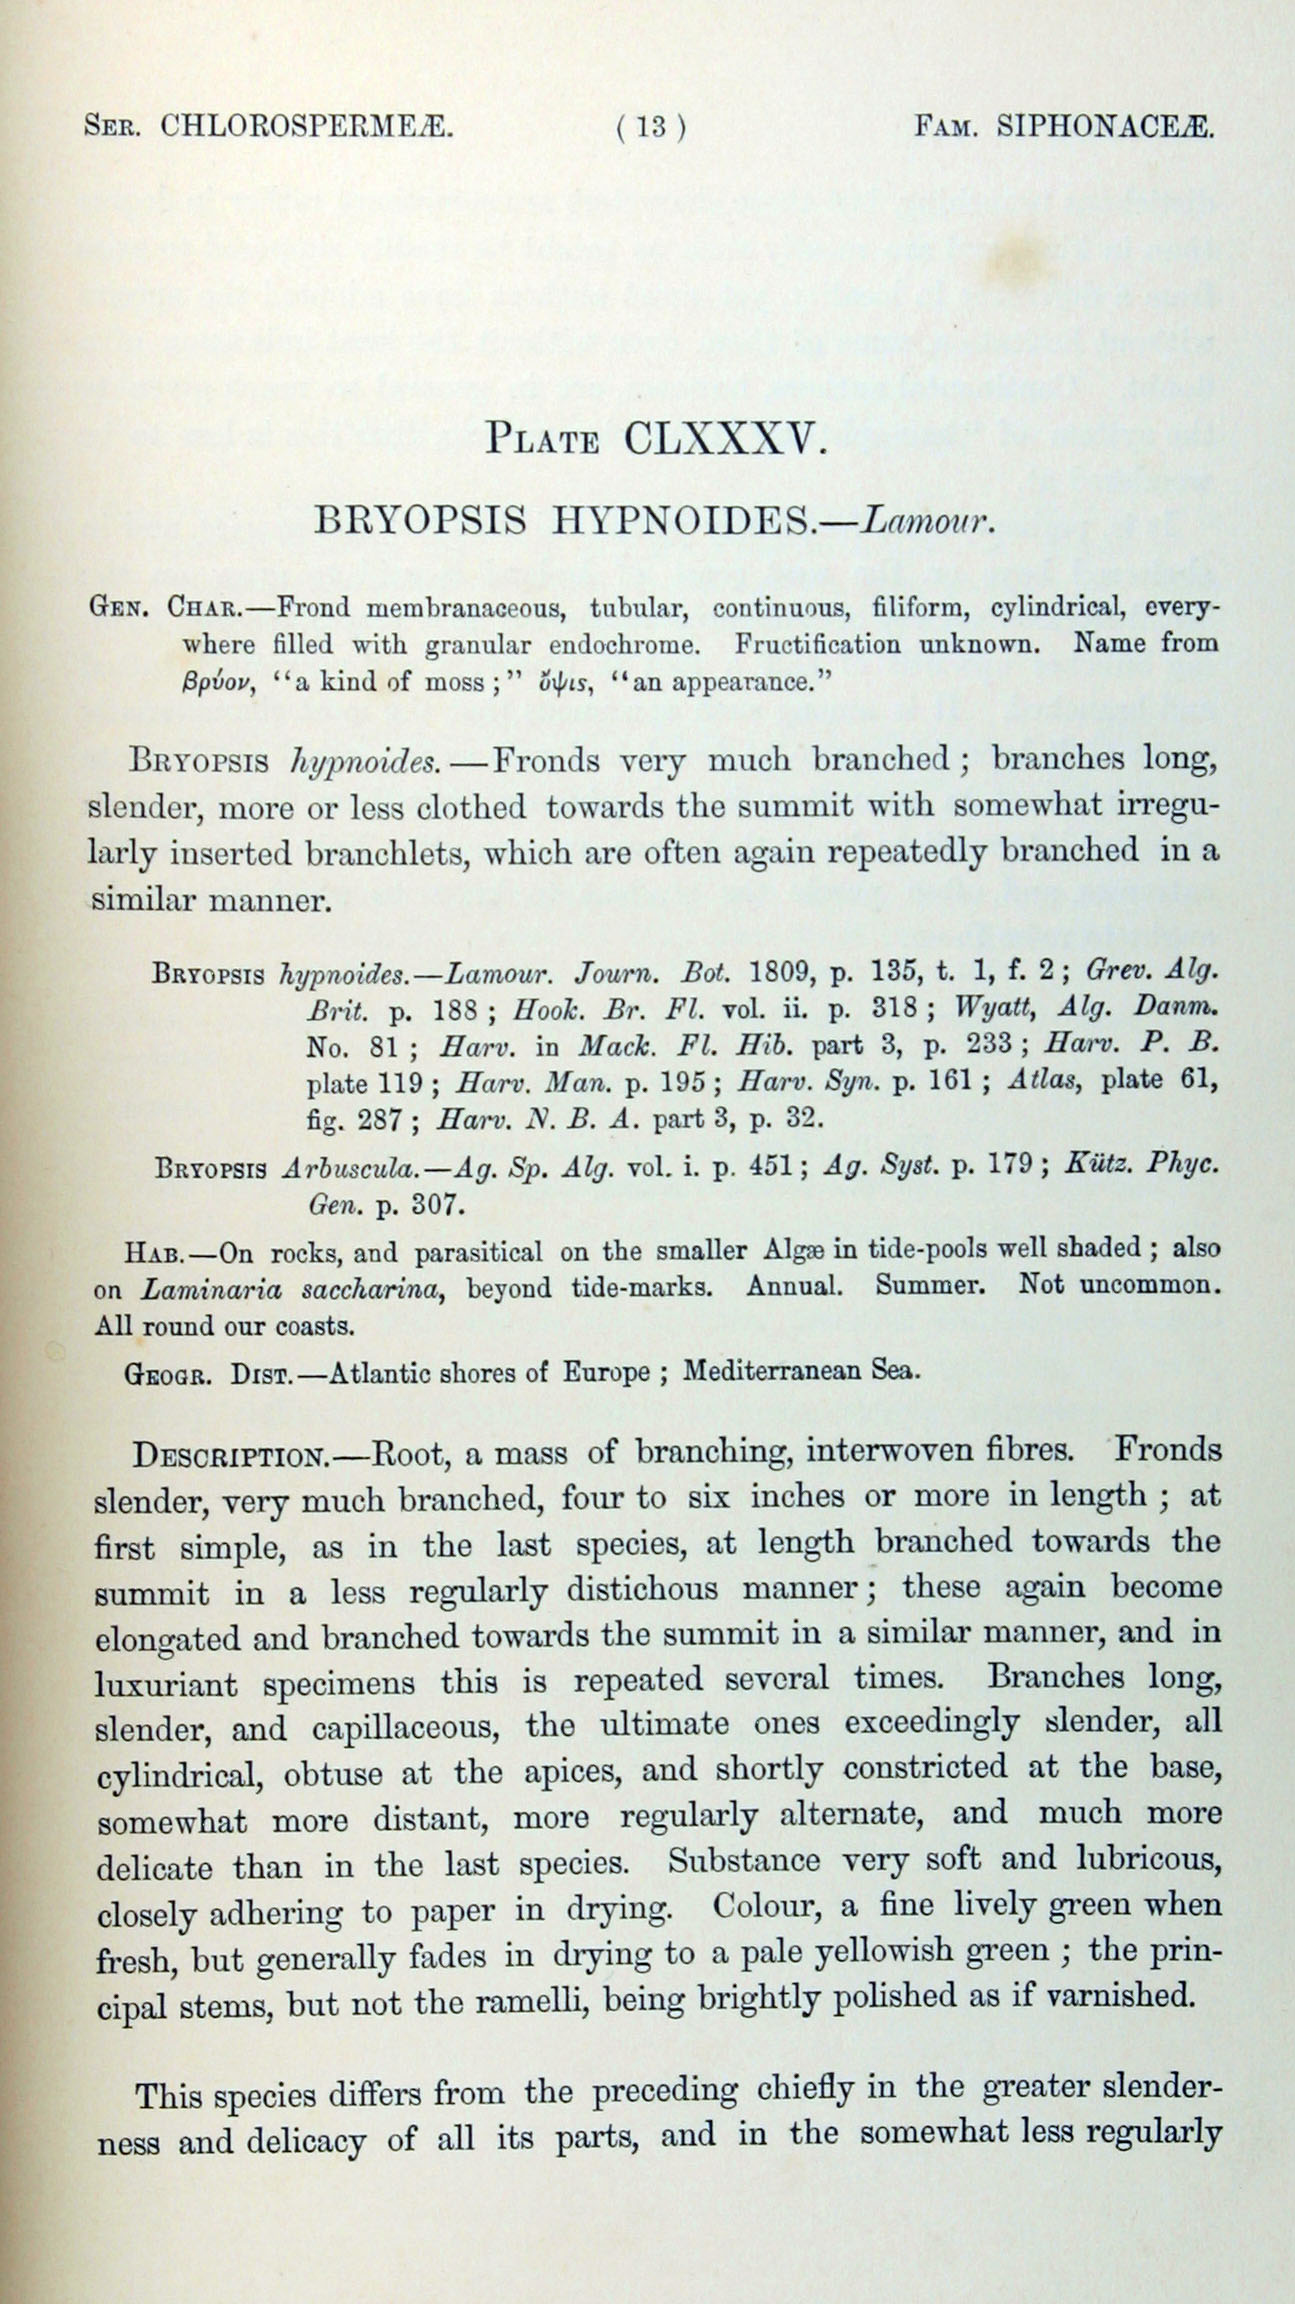 Ser. CHLOROSPERMEÆ. (13) Fam. SIPHONACEÆ.
Plate CLXXXV.
BRYOPSIS HYPNOIDES.—Lamour.
Gen. Char.—Frond membranaceous, tubular, continuous, filiform, cylindrical, every-
where filled with granular endochrome. Fructification unknown. Name from
βρύον, “a kind of moss;” ὄψις, “an appearance.”
Bryopsis hypnoides.—Fronds very much branched; branches long,
slender, more or less clothed towards the summit with somewhat irregu-
larly inserted branchlets, which are often again repeatedly branched in a
similar manner.
Bryopsis hypnoides.—Lamour. Journ. Bot. 1809, p. 135, t. 1, f. 2; Grev. Alg.
Brit. p. 188; Hook. Br. Fl. vol. ii. p. 318; Wyatt, Alg. Danm.
No. 81; Harv. in Mack. Fl. Hib. part 3, p. 233; Harv. P. B.
plate 119; Harv. Man. p. 195; Harv. Syn. p. 161; Atlas, plate 61,
fig. 287; Harv. N. B. A. part 3, p. 32.
Bryopsis Arbuscula.—Ag. Sp. Alg. vol. i. p. 451; Ag. Syst. p. 179; Kütz. Phyc.
Gen. p. 307.
Hab.—On rocks, and parasitical on the smaller Algæ in tide-pools well shaded; also
on Laminaria saccharina, beyond tide-marks. Annual. Summer. Not uncommon.
All round our coasts.
Geogr. Dist.—Atlantic shores of Europe; Mediterranean Sea.
Description.—Root, a mass of branching, interwoven fibres. Fronds
slender, very much branched, four to six inches or more in length; at
first simple, as in the last species, at length branched towards the
summit in a less regularly distichous manner; these again become
elongated and branched towards the summit in a similar manner, and in
luxuriant specimens this is repeated several times. Branches long,
slender, and capillaceous, the ultimate ones exceedingly slender, all
cylindrical, obtuse at the apices, and shortly constricted at the base,
somewhat more distant, more regularly alternate, and much more
delicate than in the last species. Substance very soft and lubricous,
closely adhering to paper in drying. Colour, a fine lively green when
fresh, but generally fades in drying to a pale yellowish green; the prin-
cipal stems, but not the ramelli, being brightly polished as if varnished.
This species differs from the preceding chiefly in the greater slender-
ness and delicacy of all its parts, and in the somewhat less regularly